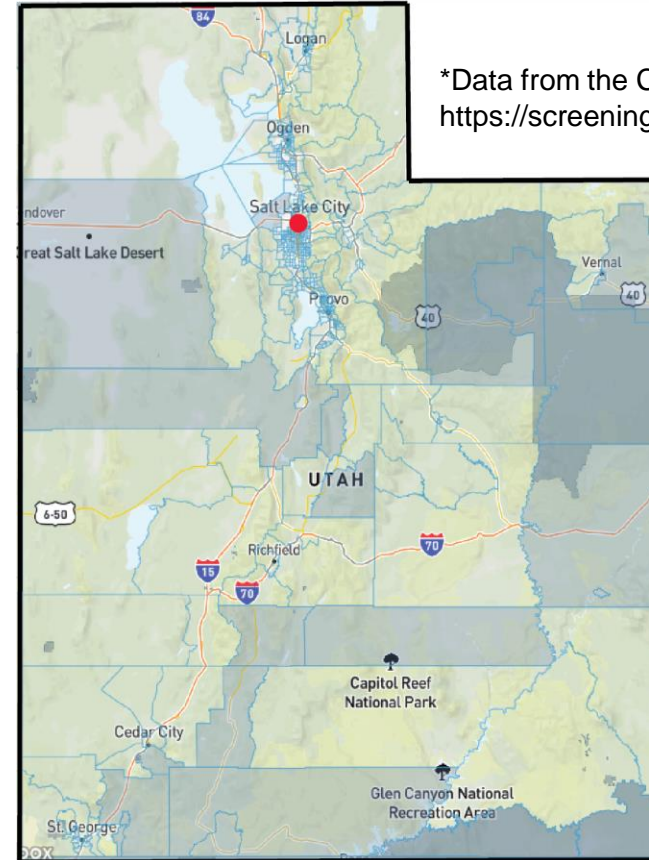 84
Logan
*Data from the C
https://screening
Ogden
ndover
Salt Lake City
reat Salt Lake Desert
Vernal
40
Provo
40
UTAH
6-50
Richfield
15
70
70
Capitol Reef
National Park
Cedar City
Glen Canyon National
Recreation Area
St. George
box